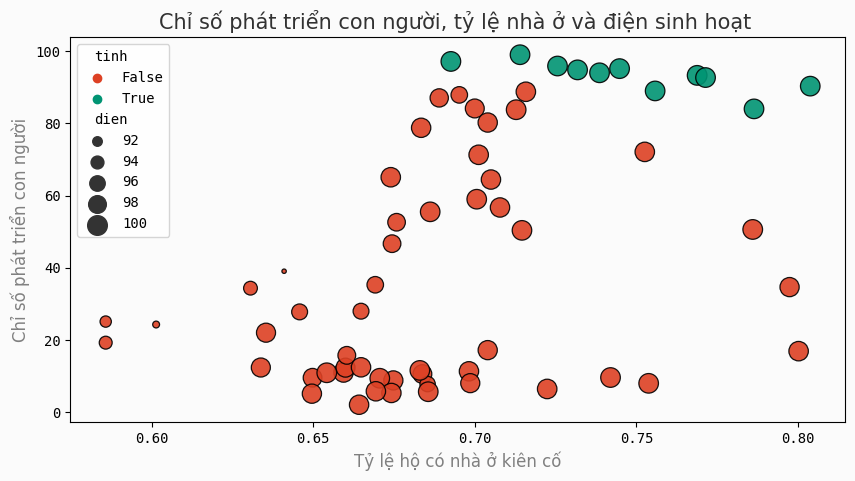 Chỉ số phát triển con người, tỷ lệ nhà ở và điện sinh hoạt
Chỉ số phát triển con người
100
80
60
40
20
0
tinh
False
True
dien
92
94
96
98
100
0.60
0.65
0.70
0.75
0.80
Tỷ lệ hộ có nhà ở kiên cố